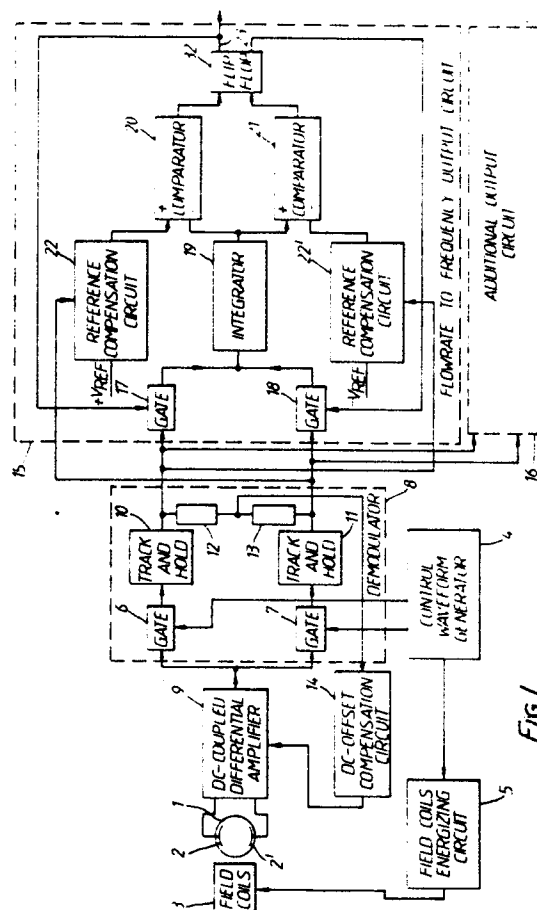 15
22
REFERENCE
COMPENSATION
CIRCUIT
+VREF
17
GATE
20
+
COMPARATOR
32
FLIP
FLOP
23
19
INTEGRATOR
21
+
COMPARATOR
18
GATE
22'
REFERENCE
COMPENSATION
CIRCUIT
-VREF
FLOWRATE TO FREQUENCY OUTPUT CIRCUIT
16
ADDITIONAL OUTPUT
CIRCUIT
10
TRACK
AND
HOLD
12
13
11
TRACK
AND
HOLD
6
GATE
7
GATE
DEMODULATOR
8
9
DC-COUPLED
DIFFERENTIAL
AMPLIFIER
14
DC-OFFSET
COMPENSATION
CIRCUIT
1
2
2'
3
FIELD
COILS
4
CONTROL
WAVEFORM
GENERATOR
5
FIELD COILS
ENERGIZING
CIRCUIT
FIG.1